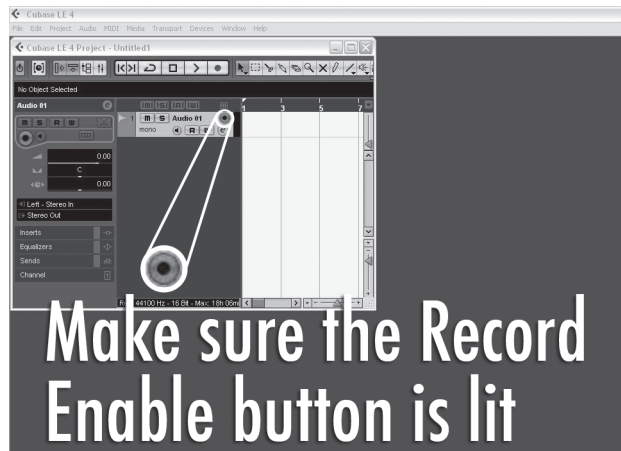 Cubase LE 4
File Edit Project Audio MIDI Media Transport Devices Window Help
Cubase LE 4 Project - Untitled1
No Object Selected
Audio 01
M S R W
1 3 5 7
M S R W
1 M S Audio 01
mono R W
0.00
C
0.00
Left - Stereo In
Stereo Out
Inserts
Equalizers
Sends
Channel
44100 Hz - 16 Bit - Max: 18h 06m
Make sure the Record
Enable button is lit